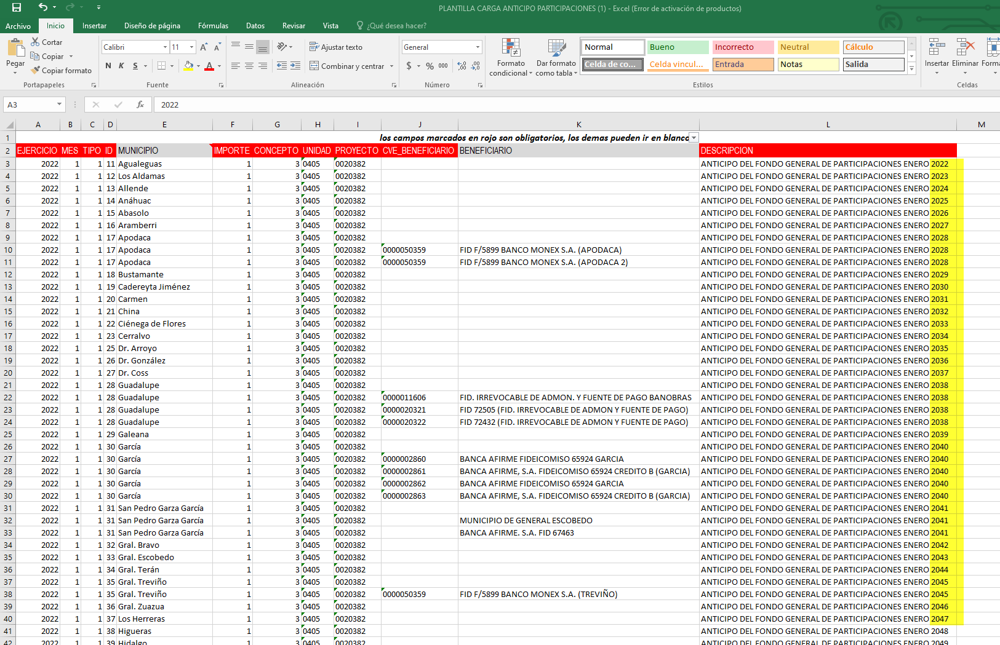 PLANTILLA CARGA ANTICIPO PARTICIPACIONES (1) - Excel (Error de activación de productos)
Archivo Inicio Insertar Diseño de página Fórmulas Datos Revisar Vista ¿Qué desea hacer?
Pegar Cortar Copiar Copiar formato
Calibri 11 N K S
Ajustar texto Combinar y centrar
General $ % 000
Formato condicional Dar formato como tabla
Normal Bueno Incorrecto Neutral Cálculo
Celda de co... Celda vincul... Entrada Notas Salida
Insertar Eliminar Forma
Portapapeles Fuente Alineación Número Estilos Celdas
A3 fx 2022
A B C D E F G H I J K L M
1 los campos marcados en rojo son obligatorios, los demas pueden ir en blanco
2 EJERCICIO MES TIPO ID MUNICIPIO IMPORTE CONCEPTO UNIDAD PROYECTO CVE_BENEFICIARIO BENEFICIARIO DESCRIPCION
3 2022 1 1 11 Agualeguas 1 3 0405 0020382 ANTICIPO DEL FONDO GENERAL DE PARTICIPACIONES ENERO 2022
4 2022 1 1 12 Los Aldamas 1 3 0405 0020382 ANTICIPO DEL FONDO GENERAL DE PARTICIPACIONES ENERO 2023
5 2022 1 1 13 Allende 1 3 0405 0020382 ANTICIPO DEL FONDO GENERAL DE PARTICIPACIONES ENERO 2024
6 2022 1 1 14 Anáhuac 1 3 0405 0020382 ANTICIPO DEL FONDO GENERAL DE PARTICIPACIONES ENERO 2025
7 2022 1 1 15 Abasolo 1 3 0405 0020382 ANTICIPO DEL FONDO GENERAL DE PARTICIPACIONES ENERO 2026
8 2022 1 1 16 Aramberri 1 3 0405 0020382 ANTICIPO DEL FONDO GENERAL DE PARTICIPACIONES ENERO 2027
9 2022 1 1 17 Apodaca 1 3 0405 0020382 ANTICIPO DEL FONDO GENERAL DE PARTICIPACIONES ENERO 2028
10 2022 1 1 17 Apodaca 1 3 0405 0020382 0000050359 FID F/5899 BANCO MONEX S.A. (APODACA) ANTICIPO DEL FONDO GENERAL DE PARTICIPACIONES ENERO 2028
11 2022 1 1 17 Apodaca 1 3 0405 0020382 0000050359 FID F/5899 BANCO MONEX S.A. (APODACA 2) ANTICIPO DEL FONDO GENERAL DE PARTICIPACIONES ENERO 2028
12 2022 1 1 18 Bustamante 1 3 0405 0020382 ANTICIPO DEL FONDO GENERAL DE PARTICIPACIONES ENERO 2029
13 2022 1 1 19 Cadereyta Jiménez 1 3 0405 0020382 ANTICIPO DEL FONDO GENERAL DE PARTICIPACIONES ENERO 2030
14 2022 1 1 20 Carmen 1 3 0405 0020382 ANTICIPO DEL FONDO GENERAL DE PARTICIPACIONES ENERO 2031
15 2022 1 1 21 China 1 3 0405 0020382 ANTICIPO DEL FONDO GENERAL DE PARTICIPACIONES ENERO 2032
16 2022 1 1 22 Ciénega de Flores 1 3 0405 0020382 ANTICIPO DEL FONDO GENERAL DE PARTICIPACIONES ENERO 2033
17 2022 1 1 23 Cerralvo 1 3 0405 0020382 ANTICIPO DEL FONDO GENERAL DE PARTICIPACIONES ENERO 2034
18 2022 1 1 25 Dr. Arroyo 1 3 0405 0020382 ANTICIPO DEL FONDO GENERAL DE PARTICIPACIONES ENERO 2035
19 2022 1 1 26 Dr. González 1 3 0405 0020382 ANTICIPO DEL FONDO GENERAL DE PARTICIPACIONES ENERO 2036
20 2022 1 1 27 Dr. Coss 1 3 0405 0020382 ANTICIPO DEL FONDO GENERAL DE PARTICIPACIONES ENERO 2037
21 2022 1 1 28 Guadalupe 1 3 0405 0020382 ANTICIPO DEL FONDO GENERAL DE PARTICIPACIONES ENERO 2038
22 2022 1 1 28 Guadalupe 1 3 0405 0020382 0000011606 FID. IRREVOCABLE DE ADMON. Y FUENTE DE PAGO BANOBRAS ANTICIPO DEL FONDO GENERAL DE PARTICIPACIONES ENERO 2038
23 2022 1 1 28 Guadalupe 1 3 0405 0020382 0000020321 FID 72505 (FID. IRREVOCABLE DE ADMON Y FUENTE DE PAGO) ANTICIPO DEL FONDO GENERAL DE PARTICIPACIONES ENERO 2038
24 2022 1 1 28 Guadalupe 1 3 0405 0020382 0000020322 FID 72432 (FID. IRREVOCABLE DE ADMON Y FUENTE DE PAGO) ANTICIPO DEL FONDO GENERAL DE PARTICIPACIONES ENERO 2038
25 2022 1 1 29 Galeana 1 3 0405 0020382 ANTICIPO DEL FONDO GENERAL DE PARTICIPACIONES ENERO 2039
26 2022 1 1 30 García 1 3 0405 0020382 ANTICIPO DEL FONDO GENERAL DE PARTICIPACIONES ENERO 2040
27 2022 1 1 30 García 1 3 0405 0020382 0000002860 BANCA AFIRME FIDEICOMISO 65924 GARCIA ANTICIPO DEL FONDO GENERAL DE PARTICIPACIONES ENERO 2040
28 2022 1 1 30 García 1 3 0405 0020382 0000002861 BANCA AFIRME, S.A. FIDEICOMISO 65924 CREDITO B (GARCIA) ANTICIPO DEL FONDO GENERAL DE PARTICIPACIONES ENERO 2040
29 2022 1 1 30 García 1 3 0405 0020382 0000002862 BANCA AFIRME FIDEICOMISO 65924 GARCIA ANTICIPO DEL FONDO GENERAL DE PARTICIPACIONES ENERO 2040
30 2022 1 1 30 García 1 3 0405 0020382 0000002863 BANCA AFIRME, S.A. FIDEICOMISO 65924 CREDITO B (GARCIA) ANTICIPO DEL FONDO GENERAL DE PARTICIPACIONES ENERO 2040
31 2022 1 1 31 San Pedro Garza García 1 3 0405 0020382 ANTICIPO DEL FONDO GENERAL DE PARTICIPACIONES ENERO 2041
32 2022 1 1 31 San Pedro Garza García 1 3 0405 0020382 MUNICIPIO DE GENERAL ESCOBEDO ANTICIPO DEL FONDO GENERAL DE PARTICIPACIONES ENERO 2041
33 2022 1 1 31 San Pedro Garza García 1 3 0405 0020382 BANCA AFIRME. S.A. FID 67463 ANTICIPO DEL FONDO GENERAL DE PARTICIPACIONES ENERO 2041
34 2022 1 1 32 Gral. Bravo 1 3 0405 0020382 ANTICIPO DEL FONDO GENERAL DE PARTICIPACIONES ENERO 2042
35 2022 1 1 33 Gral. Escobedo 1 3 0405 0020382 ANTICIPO DEL FONDO GENERAL DE PARTICIPACIONES ENERO 2043
36 2022 1 1 34 Gral. Terán 1 3 0405 0020382 ANTICIPO DEL FONDO GENERAL DE PARTICIPACIONES ENERO 2044
37 2022 1 1 35 Gral. Treviño 1 3 0405 0020382 ANTICIPO DEL FONDO GENERAL DE PARTICIPACIONES ENERO 2045
38 2022 1 1 35 Gral. Treviño 1 3 0405 0020382 0000050359 FID F/5899 BANCO MONEX S.A. (TREVIÑO) ANTICIPO DEL FONDO GENERAL DE PARTICIPACIONES ENERO 2045
39 2022 1 1 36 Gral. Zuazua 1 3 0405 0020382 ANTICIPO DEL FONDO GENERAL DE PARTICIPACIONES ENERO 2046
40 2022 1 1 37 Los Herreras 1 3 0405 0020382 ANTICIPO DEL FONDO GENERAL DE PARTICIPACIONES ENERO 2047
41 2022 1 1 38 Higueras 1 3 0405 0020382 ANTICIPO DEL FONDO GENERAL DE PARTICIPACIONES ENERO 2048
42 2022 1 1 39 Hidalgo 1 3 0405 0020382 ANTICIPO DEL FONDO GENERAL DE PARTICIPACIONES ENERO 2049